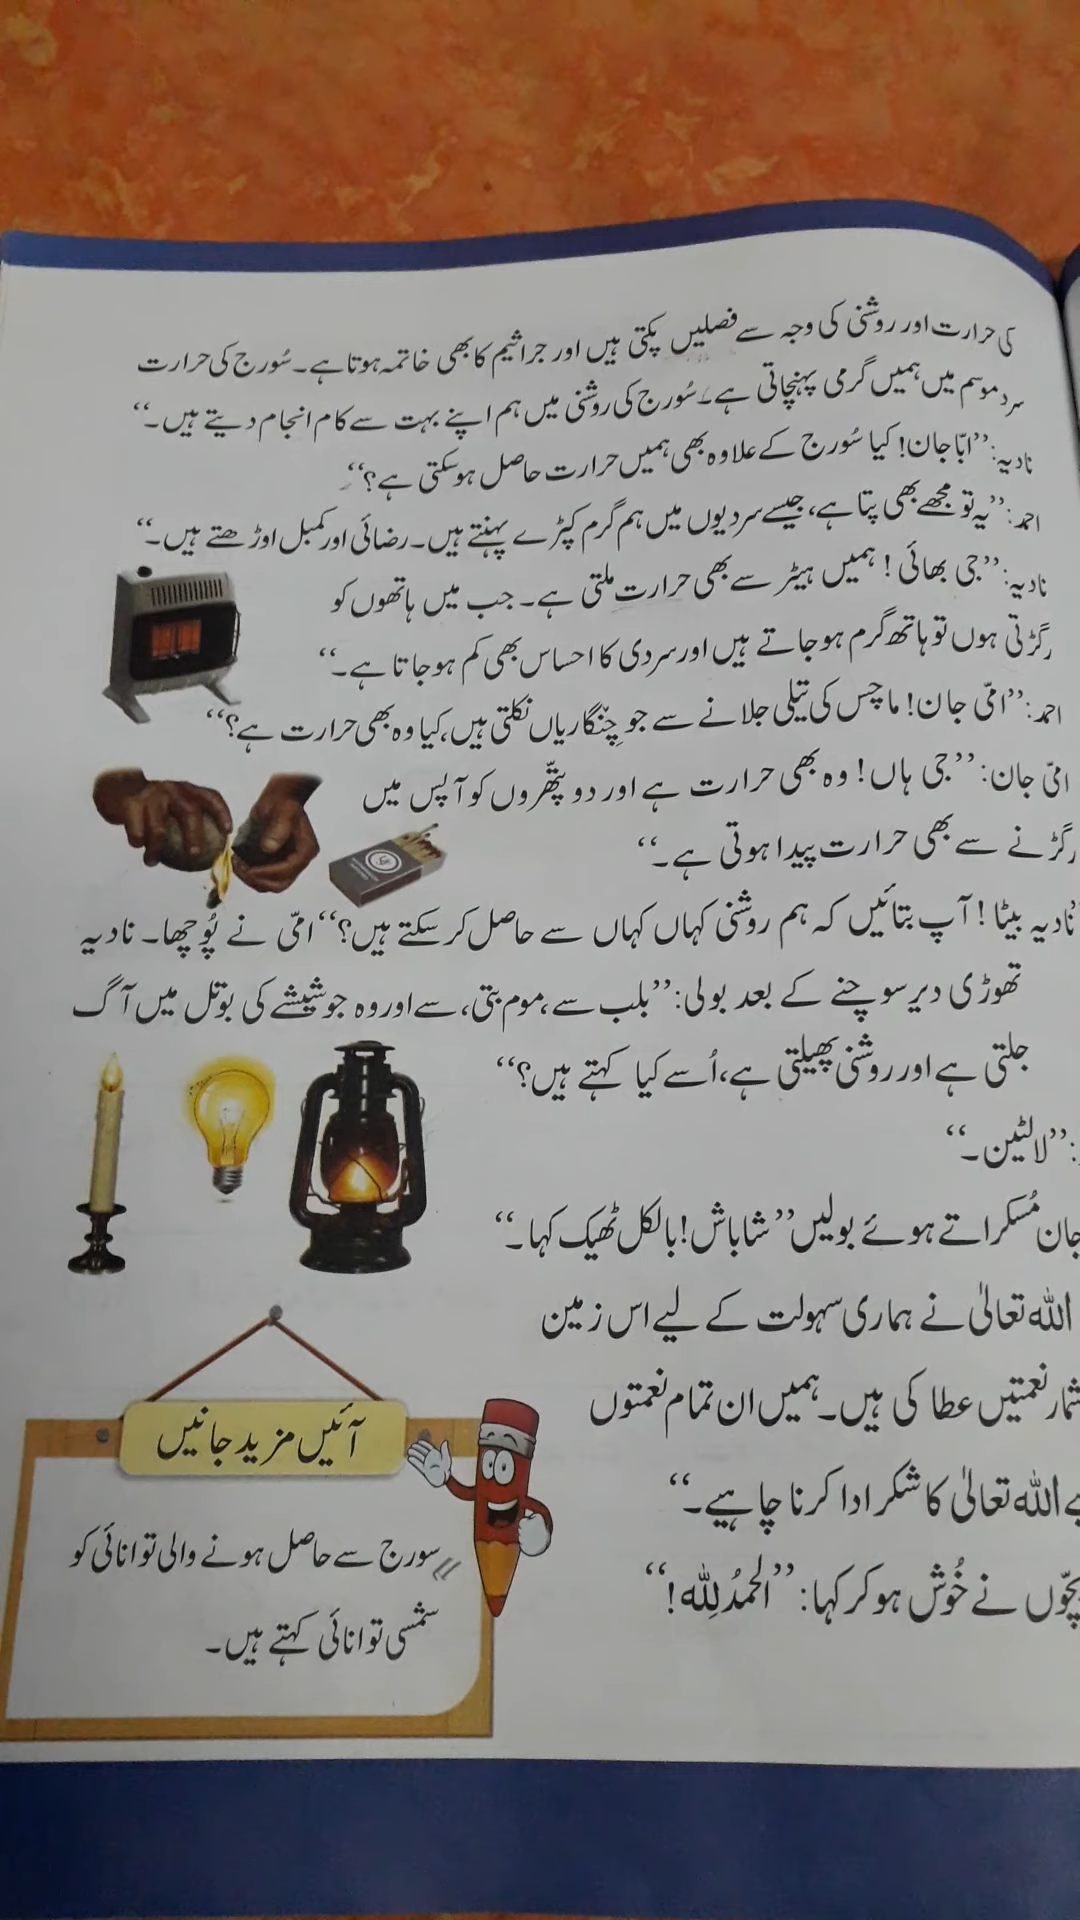 کی حرارت اور روشنی کی وجہ سے فصلیں پکتی ہیں اور جراثیم کا بھی خاتمہ ہوتا ہے۔ سُورج کی حرارت
سرد موسم میں ہمیں گرمی پہنچاتی ہے۔ سُورج کی روشنی میں ہم اپنے بہت سے کام انجام دیتے ہیں۔“
نادیہ: ”ابّا جان! کیا سُورج کے علاوہ بھی ہمیں حرارت حاصل ہو سکتی ہے؟“
احمد: ”یہ تو مجھے بھی پتا ہے، جیسے سردیوں میں ہم گرم کپڑے پہنتے ہیں۔ رضائی اور کمبل اوڑھتے ہیں۔“
نادیہ: ”جی بھائی! ہمیں ہیٹر سے بھی حرارت ملتی ہے۔ جب میں ہاتھوں کو
رگڑتی ہوں تو ہاتھ گرم ہو جاتے ہیں اور سردی کا احساس بھی کم ہو جاتا ہے۔“
احمد: ”امّی جان! ماچس کی تیلی جلانے سے جو چِنگاریاں نکلتی ہیں، کیا وہ بھی حرارت ہے؟“
امّی جان: ”جی ہاں! وہ بھی حرارت ہے اور دو پتّھروں کو آپس میں
رگڑنے سے بھی حرارت پیدا ہوتی ہے۔“
”نادیہ بیٹا! آپ بتائیں کہ ہم روشنی کہاں کہاں سے حاصل کر سکتے ہیں؟“ امّی نے پُوچھا۔ نادیہ
تھوڑی دیر سوچنے کے بعد بولی: ”بلب سے، موم بتی، سے اور وہ جو شیشے کی بوتل میں آگ
جلتی ہے اور روشنی پھیلتی ہے، اُسے کیا کہتے ہیں؟“
: ”لالٹین۔“
جان مُسکراتے ہوئے بولیں ”شاباش! بالکل ٹھیک کہا۔“
اللہ تعالیٰ نے ہماری سہولت کے لیے اس زمین
نعمتیں عطا کی ہیں۔ ہمیں ان تمام نعمتوں
اللہ تعالیٰ کا شکر ادا کرنا چاہیے۔“
بچّوں نے خُوش ہو کر کہا: ”الحمدُ لِلّٰہ!“
آئیں مزید جانیں
سورج سے حاصل ہونے والی توانائی کو
شمسی توانائی کہتے ہیں۔